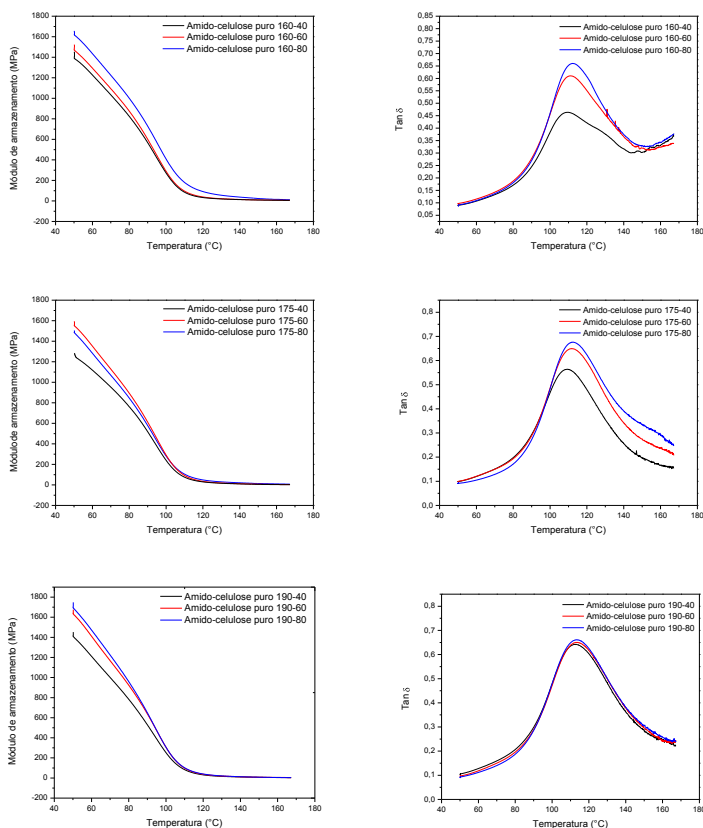 Amido-celulose puro 160-40
Amido-celulose puro 160-60
Amido-celulose puro 160-80
Módulo de armazenamento (MPa)
1800
1600
1400
1200
1000
800
600
400
200
0
-200
40 60 80 100 120 140 160 180
Temperatura (°C)
Amido-celulose puro 160-40
Amido-celulose puro 160-60
Amido-celulose puro 160-80
Tan δ
0,85
0,80
0,75
0,70
0,65
0,60
0,55
0,50
0,45
0,40
0,35
0,30
0,25
0,20
0,15
0,10
0,05
40 60 80 100 120 140 160 180
Temperatura (°C)
Amido-celulose puro 175-40
Amido-celulose puro 175-60
Amido-celulose puro 175-80
Módulo de armazenamento (MPa)
1800
1600
1400
1200
1000
800
600
400
200
0
-200
40 60 80 100 120 140 160 180
Temperatura (°C)
Amido-celulose puro 175-40
Amido-celulose puro 175-60
Amido-celulose puro 175-80
Tan δ
0,8
0,7
0,6
0,5
0,4
0,3
0,2
0,1
0,0
40 60 80 100 120 140 160 180
Temperatura (°C)
Amido-celulose puro 190-40
Amido-celulose puro 190-60
Amido-celulose puro 190-80
Módulo de armazenamento (MPa)
1800
1600
1400
1200
1000
800
600
400
200
0
-200
40 60 80 100 120 140 160 180
Temperatura (°C)
Amido-celulose puro 190-40
Amido-celulose puro 190-60
Amido-celulose puro 190-80
Tan δ
0,8
0,7
0,6
0,5
0,4
0,3
0,2
0,1
0,0
40 60 80 100 120 140 160 180
Temperatura (°C)